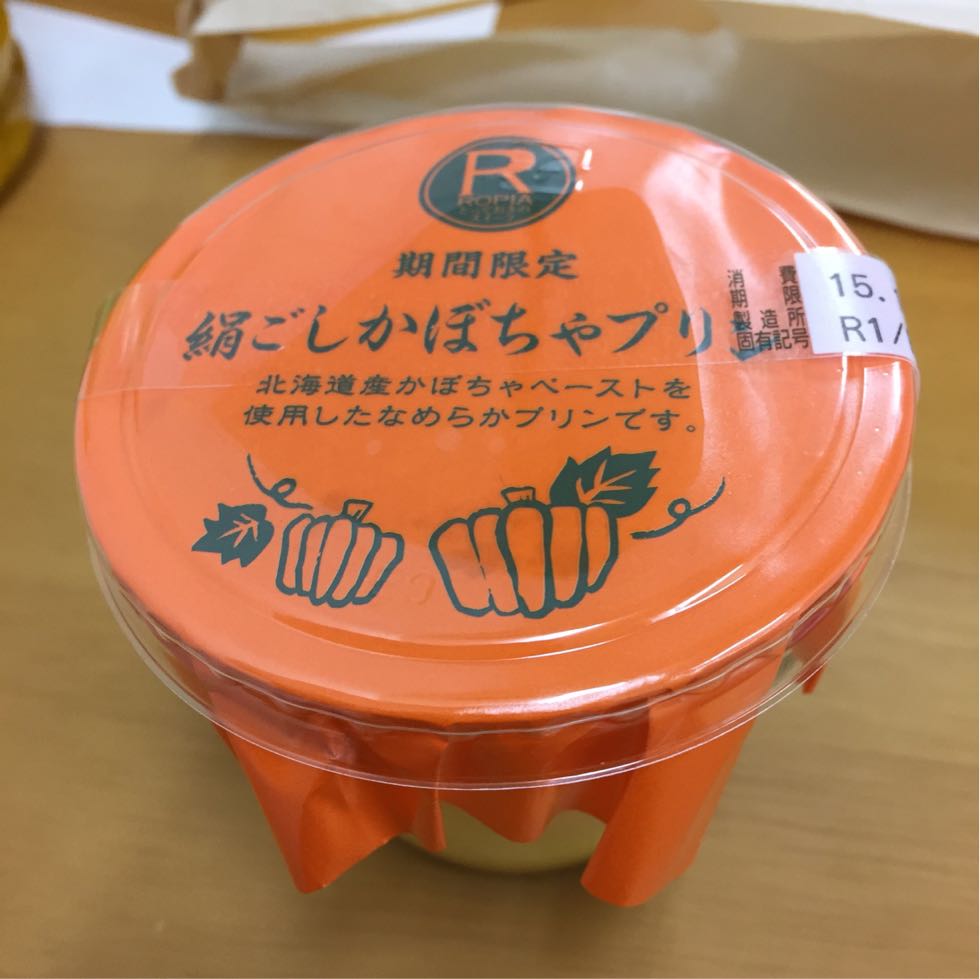 R
ROPIA
期間限定
絹ごしかぼちゃプリン
北海道産かぼちゃペーストを
使用したなめらかプリンです。
消費期限
製造所
固有記号
15.
R1/